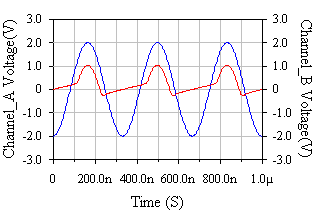 Channel_A Voltage(V)
Channel_B Voltage(V)
3.0 3.0
2.0 2.0
1.0 1.0
0 0
-1.0 -1.0
-2.0 -2.0
-3.0 -3.0
0 200.0n 400.0n 600.0n 800.0n 1.0μ
Time (S)